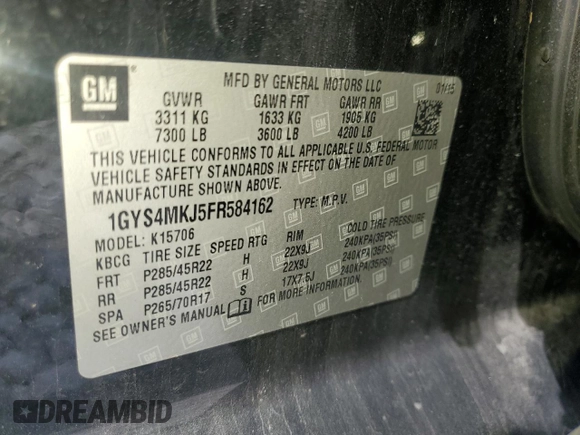 GM
®
MFD BY GENERAL MOTORS LLC
01/15
GVWR GAWR FRT GAWR RR
3311 KG 1633 KG 1905 KG
7300 LB 3600 LB 4200 LB
THIS VEHICLE CONFORMS TO ALL APPLICABLE U.S. FEDERAL MOTOR
VEHICLE SAFETY STANDARDS IN EFFECT ON THE DATE OF
MANUFACTURE SHOWN ABOVE.
1GYS4MKJ5FR584162 TYPE: M.P.V.
MODEL: K15706
KBCG TIRE SIZE SPEED RTG RIM COLD TIRE PRESSURE
FRT P285/45R22 H 22X9J 240KPA(35PSI)
RR P285/45R22 H 22X9J 240KPA(35PSI)
SPA P265/70R17 S 17X7.5J 240KPA(35PSI)
SEE OWNER'S MANUAL FOR MORE INFORMATION.
DREAMBID